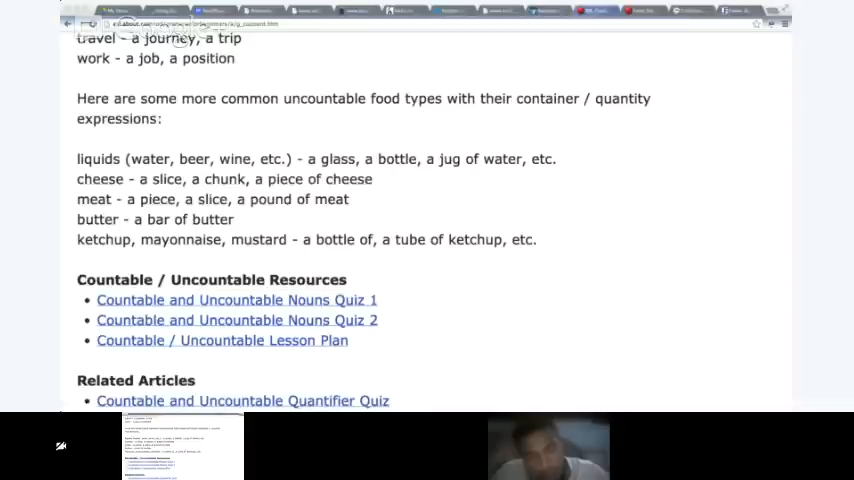 travel - a journey, a trip
work - a job, a position
Here are some more common uncountable food types with their container / quantity
expressions:
liquids (water, beer, wine, etc.) - a glass, a bottle, a jug of water, etc.
cheese - a slice, a chunk, a piece of cheese
meat - a piece, a slice, a pound of meat
butter - a bar of butter
ketchup, mayonnaise, mustard - a bottle of, a tube of ketchup, etc.
Countable / Uncountable Resources
• Countable and Uncountable Nouns Quiz 1
• Countable and Uncountable Nouns Quiz 2
• Countable / Uncountable Lesson Plan
Related Articles
• Countable and Uncountable Quantifier Quiz